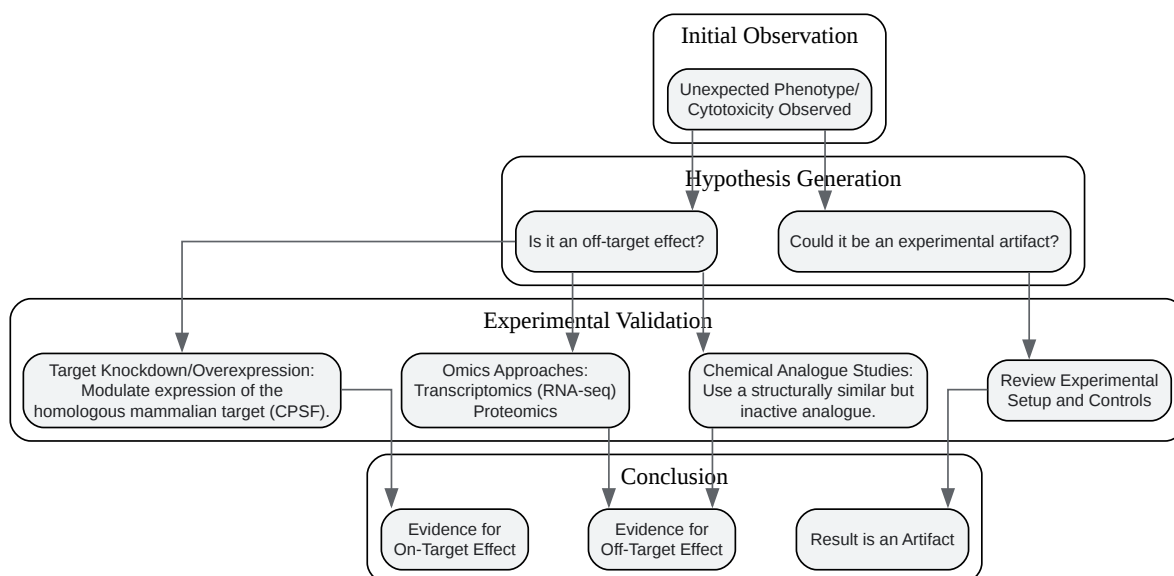 Initial Observation
Unexpected Phenotype/
Cytotoxicity Observed
Hypothesis Generation
Is it an off-target effect?
Could it be an experimental artifact?
Experimental Validation
Target Knockdown/Overexpression:
Modulate expression of the
homologous mammalian target (CPSF).
Omics Approaches:
Transcriptomics (RNA-seq)
Proteomics
Chemical Analogue Studies:
Use a structurally similar but
inactive analogue.
Review Experimental
Setup and Controls
Conclusion
Evidence for
On-Target Effect
Evidence for
Off-Target Effect
Result is an Artifact